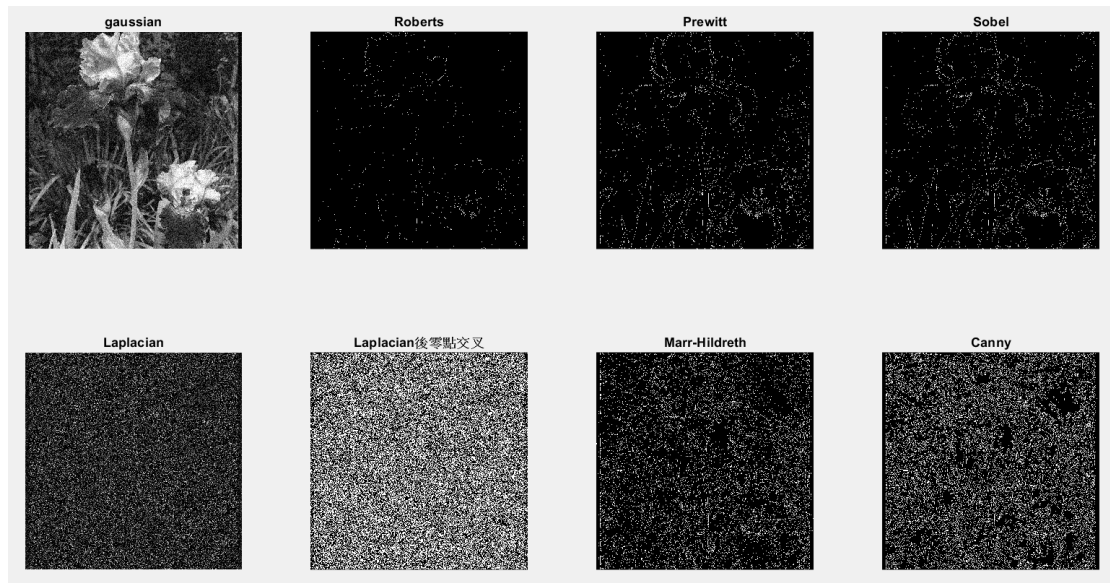 gaussian
Roberts
Prewitt
Sobel
Laplacian
Laplacian後零點交叉
Marr-Hildreth
Canny